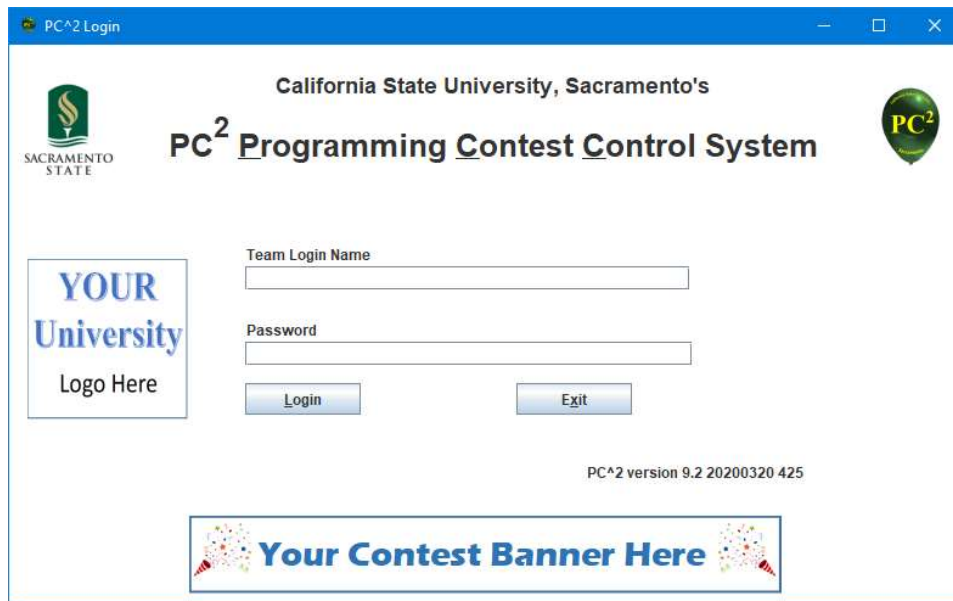 PC^2 Login
California State University, Sacramento's
PC2 Programming Contest Control System
SACRAMENTO
STATE
PC2
Team Login Name
YOUR
University
Logo Here
Password
Login
Exit
PC^2 version 9.2 20200320 425
Your Contest Banner Here